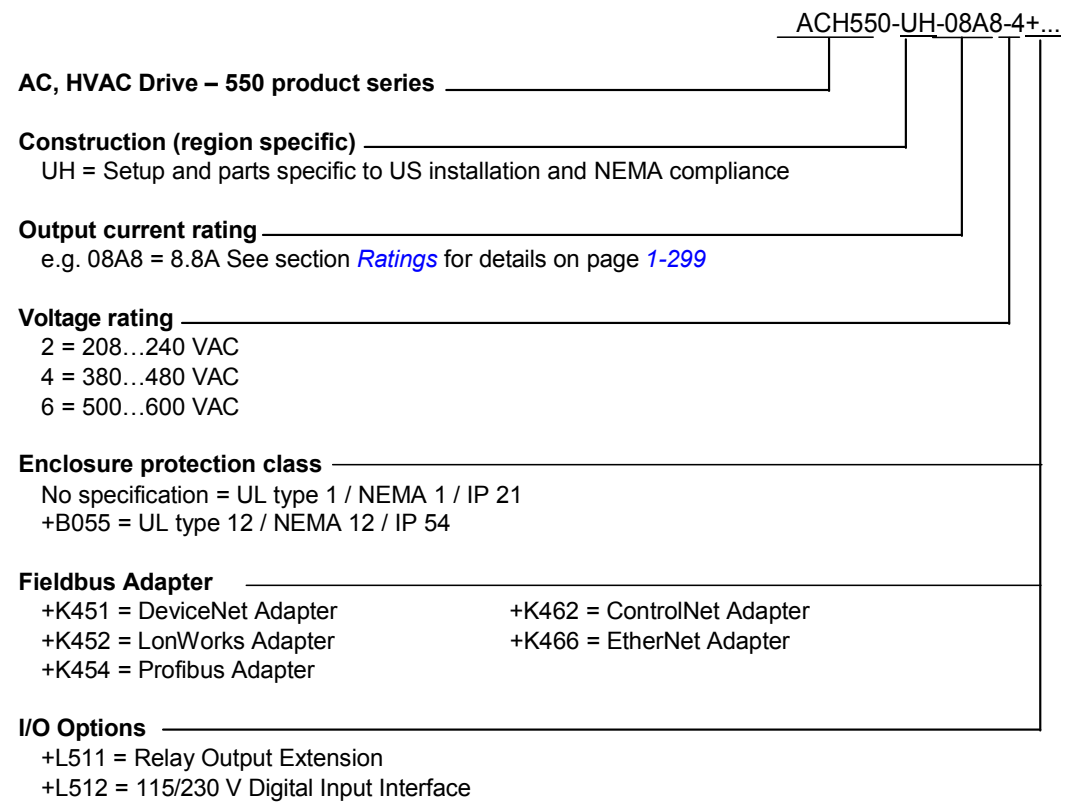 ACH550-UH-08A8-4+...
AC, HVAC Drive – 550 product series
Construction (region specific)
UH = Setup and parts specific to US installation and NEMA compliance
Output current rating
e.g. 08A8 = 8.8A See section Ratings for details on page 1-299
Voltage rating
2 = 208…240 VAC
4 = 380…480 VAC
6 = 500…600 VAC
Enclosure protection class
No specification = UL type 1 / NEMA 1 / IP 21
+B055 = UL type 12 / NEMA 12 / IP 54
Fieldbus Adapter
+K451 = DeviceNet Adapter +K462 = ControlNet Adapter
+K452 = LonWorks Adapter +K466 = EtherNet Adapter
+K454 = Profibus Adapter
I/O Options
+L511 = Relay Output Extension
+L512 = 115/230 V Digital Input Interface